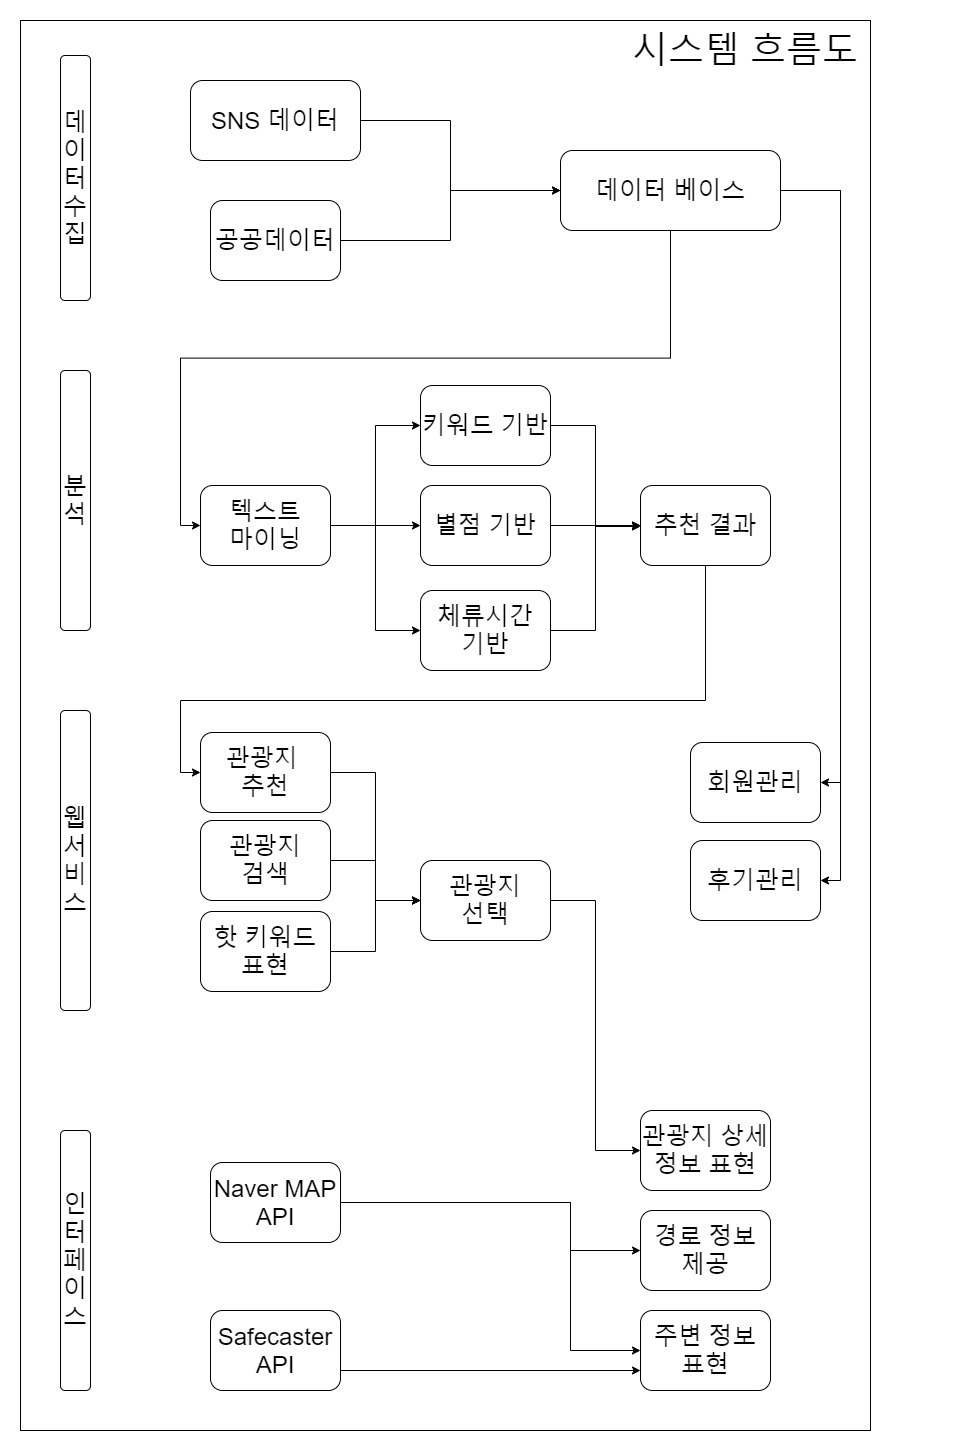 시스템 흐름도
데
이
터
수
집
SNS 데이터
공공데이터
데이터 베이스
분
석
텍스트
마이닝
키워드 기반
별점 기반
체류시간
기반
추천 결과
웹
서
비
스
관광지
추천
관광지
검색
핫 키워드
표현
관광지
선택
회원관리
후기관리
인
터
페
이
스
Naver MAP
API
Safecaster
API
관광지 상세
정보 표현
경로 정보
제공
주변 정보
표현